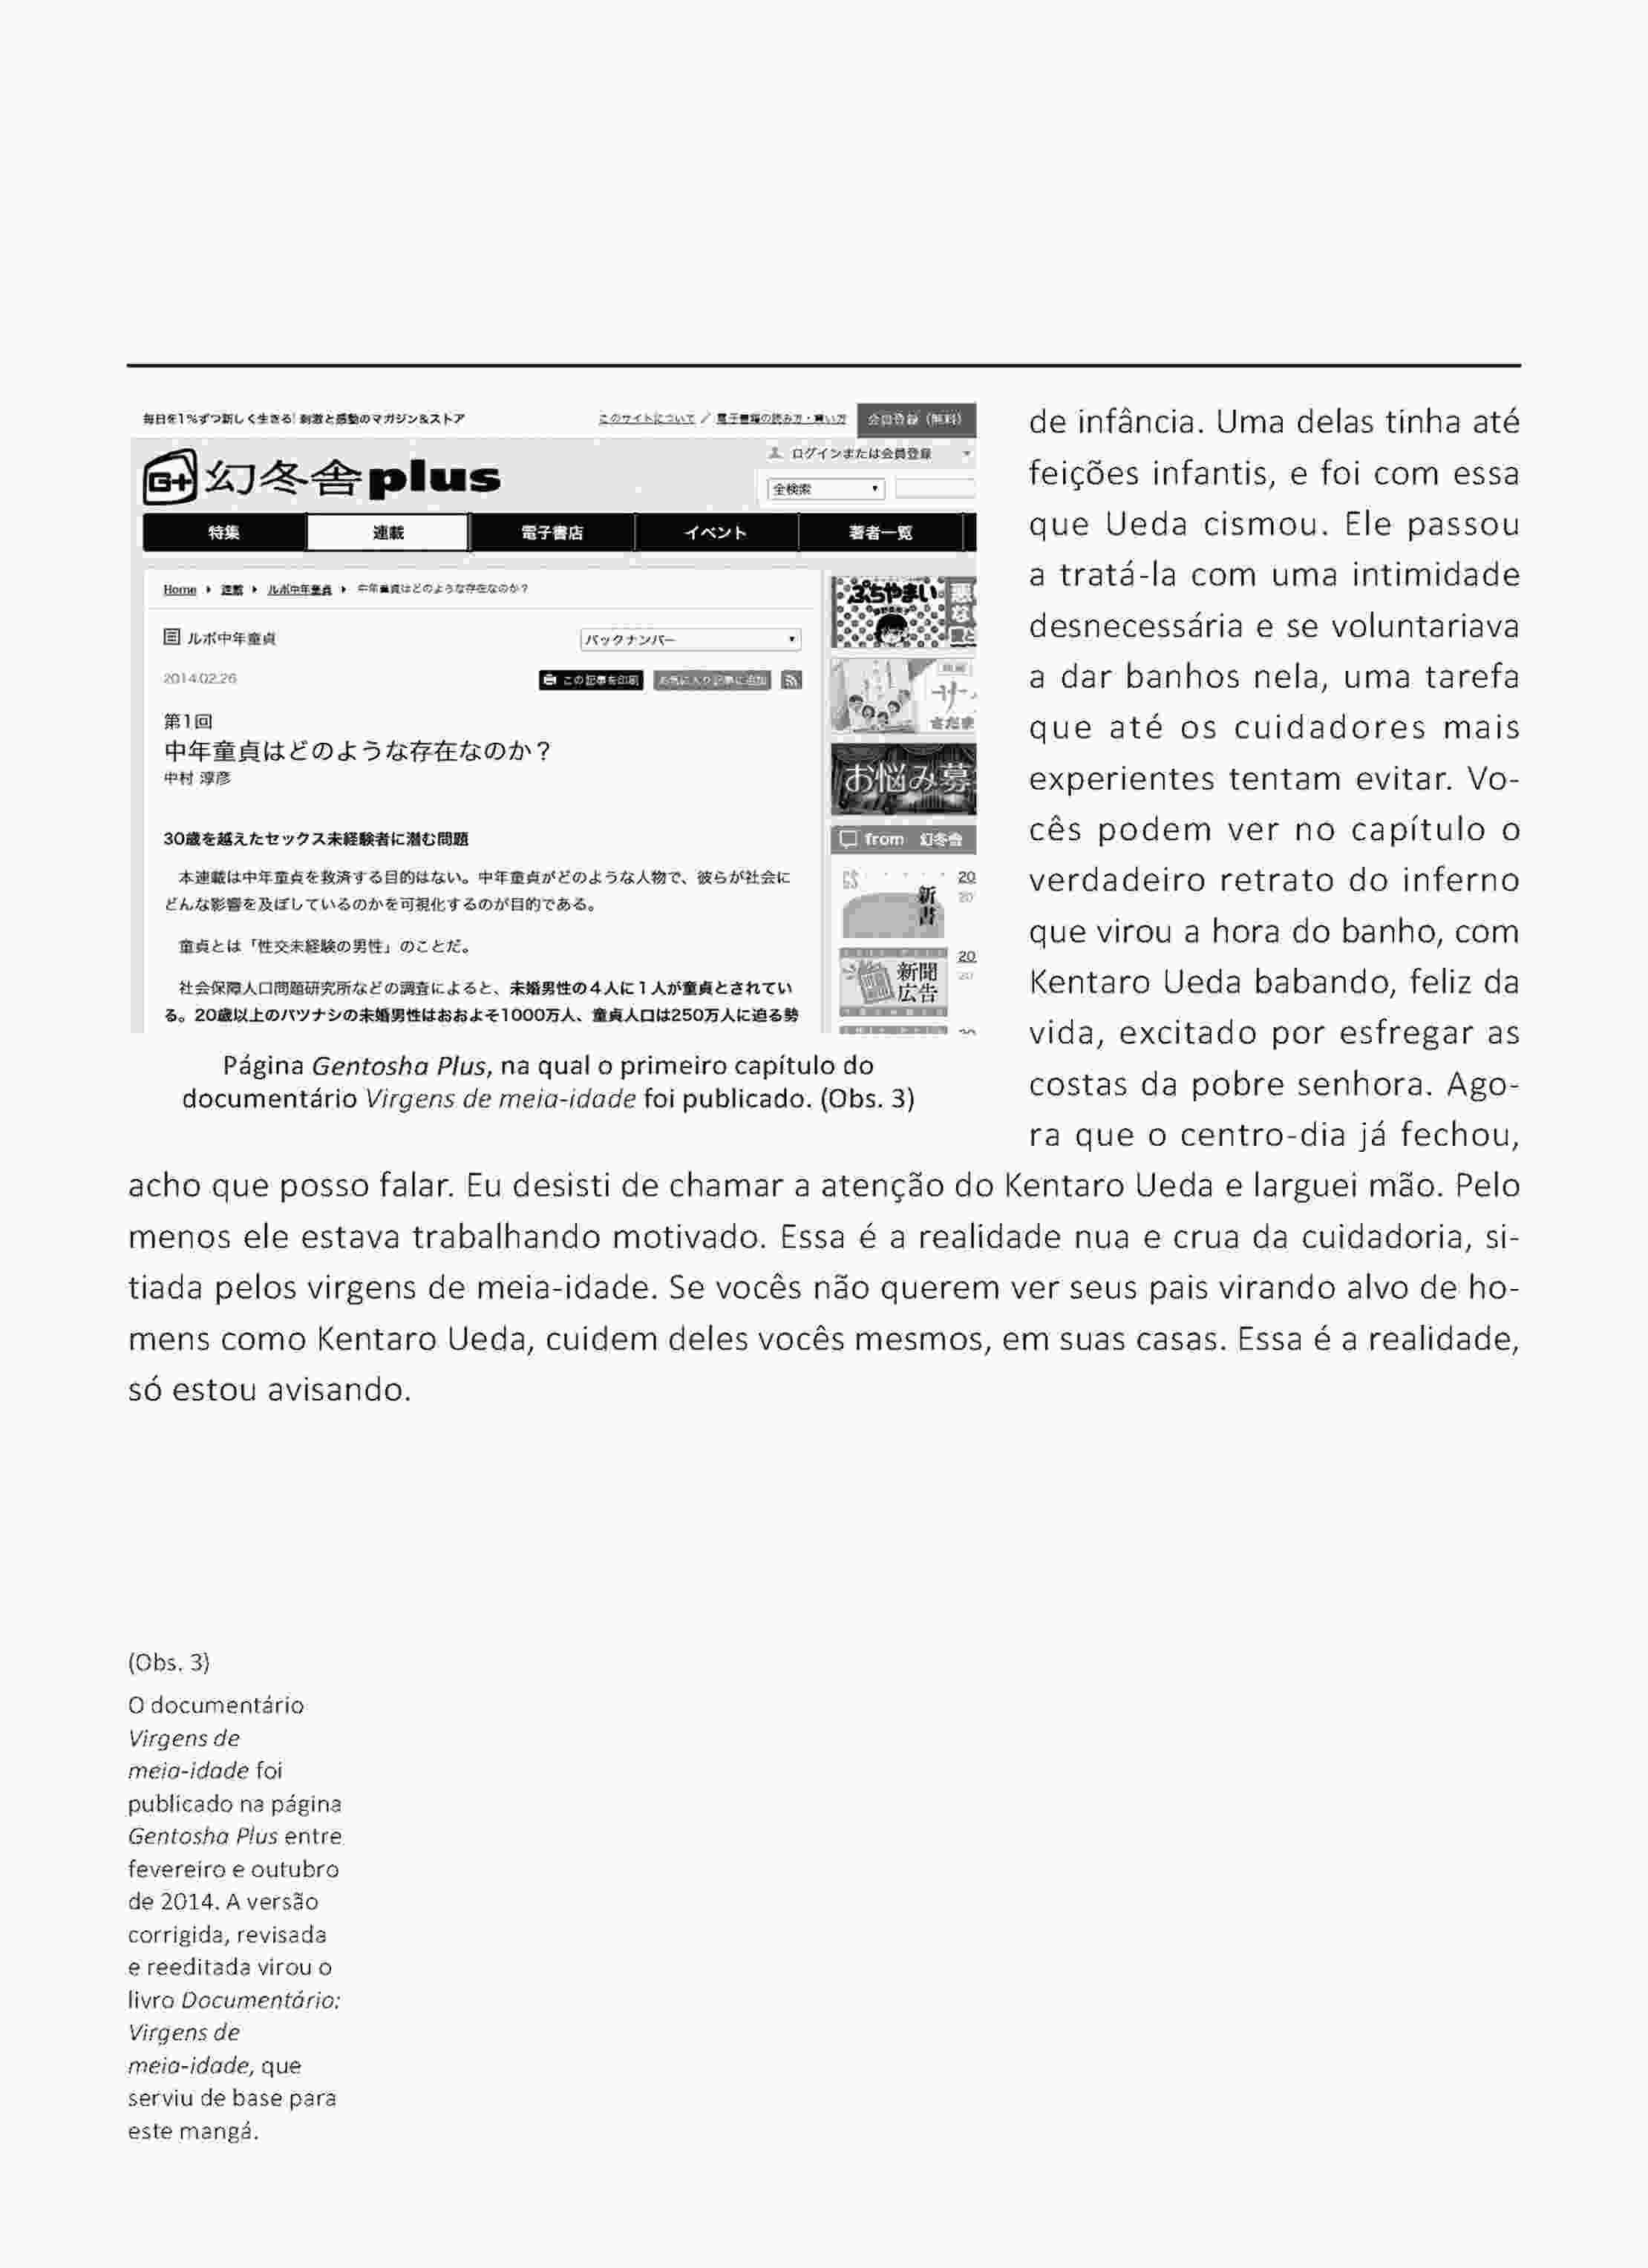 毎日を1%ずつ新しく生きる! 刺激と感動のマガジン&ストア
このサイトについて / 電子書籍の読み方・買い方
会員登録 (無料)
G+ 幻冬舎plus
ログインまたは会員登録
全検索
特集
連載
電子書店
イベント
著者一覧
Home ▸ 連載 ▸ ルポ中年童貞 ▸ 中年童貞はどのような存在なのか?
ルポ中年童貞
バックナンバー
2014.02.26
この記事を印刷
お気に入り記事に追加
第1回
中年童貞はどのような存在なのか?
中村 淳彦
30歳を越えたセックス未経験者に潜む問題
本連載は中年童貞を救済する目的はない。中年童貞がどのような人物で、彼らが社会に
どんな影響を及ぼしているのかを可視化するのが目的である。
童貞とは「性交未経験の男性」のことだ。
社会保障人口問題研究所などの調査によると、未婚男性の4人に1人が童貞とされてい
る。20歳以上のバツナシの未婚男性はおおよそ1000万人、童貞人口は250万人に迫る勢
ぷちやまい
お悩み募
from 幻冬舎
新書
20
新聞
広告
20
Página Gentosha Plus, na qual o primeiro capítulo do
documentário Virgens de meia-idade foi publicado. (Obs. 3)
de infância. Uma delas tinha até
feições infantis, e foi com essa
que Ueda cismou. Ele passou
a tratá-la com uma intimidade
desnecessária e se voluntariava
a dar banhos nela, uma tarefa
que até os cuidadores mais
experientes tentam evitar. Vo-
cês podem ver no capítulo o
verdadeiro retrato do inferno
que virou a hora do banho, com
Kentaro Ueda babando, feliz da
vida, excitado por esfregar as
costas da pobre senhora. Ago-
ra que o centro-dia já fechou,
acho que posso falar. Eu desisti de chamar a atenção do Kentaro Ueda e larguei mão. Pelo
menos ele estava trabalhando motivado. Essa é a realidade nua e crua da cuidadoria, si-
tiada pelos virgens de meia-idade. Se vocês não querem ver seus pais virando alvo de ho-
mens como Kentaro Ueda, cuidem deles vocês mesmos, em suas casas. Essa é a realidade,
só estou avisando.
(Obs. 3)
O documentário
Virgens de
meia-idade foi
publicado na página
Gentosha Plus entre
fevereiro e outubro
de 2014. A versão
corrigida, revisada
e reeditada virou o
livro Documentário:
Virgens de
meia-idade, que
serviu de base para
este mangá.